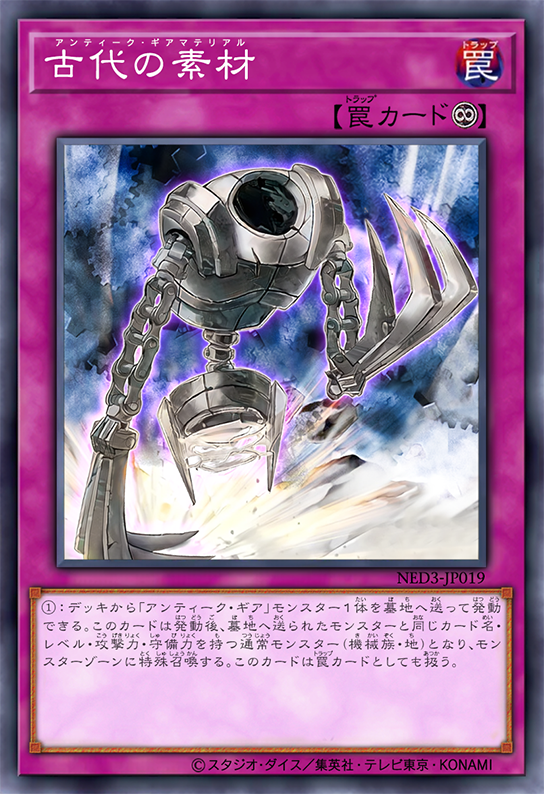 アンティーク・ギアマテリアル
古代の素材
トラップ
罠
トラップ
【罠カード♾】
NED3-JP019
①:デッキから「アンティーク・ギア」モンスター1体を墓地へ送って発動
できる。このカードは発動後、墓地へ送られたモンスターと同じカード名・
レベル・攻撃力・守備力を持つ通常モンスター(機械族・地)となり、モン
スターゾーンに特殊召喚する。このカードは罠カードとしても扱う。
©スタジオ・ダイス/集英社・テレビ東京・KONAMI